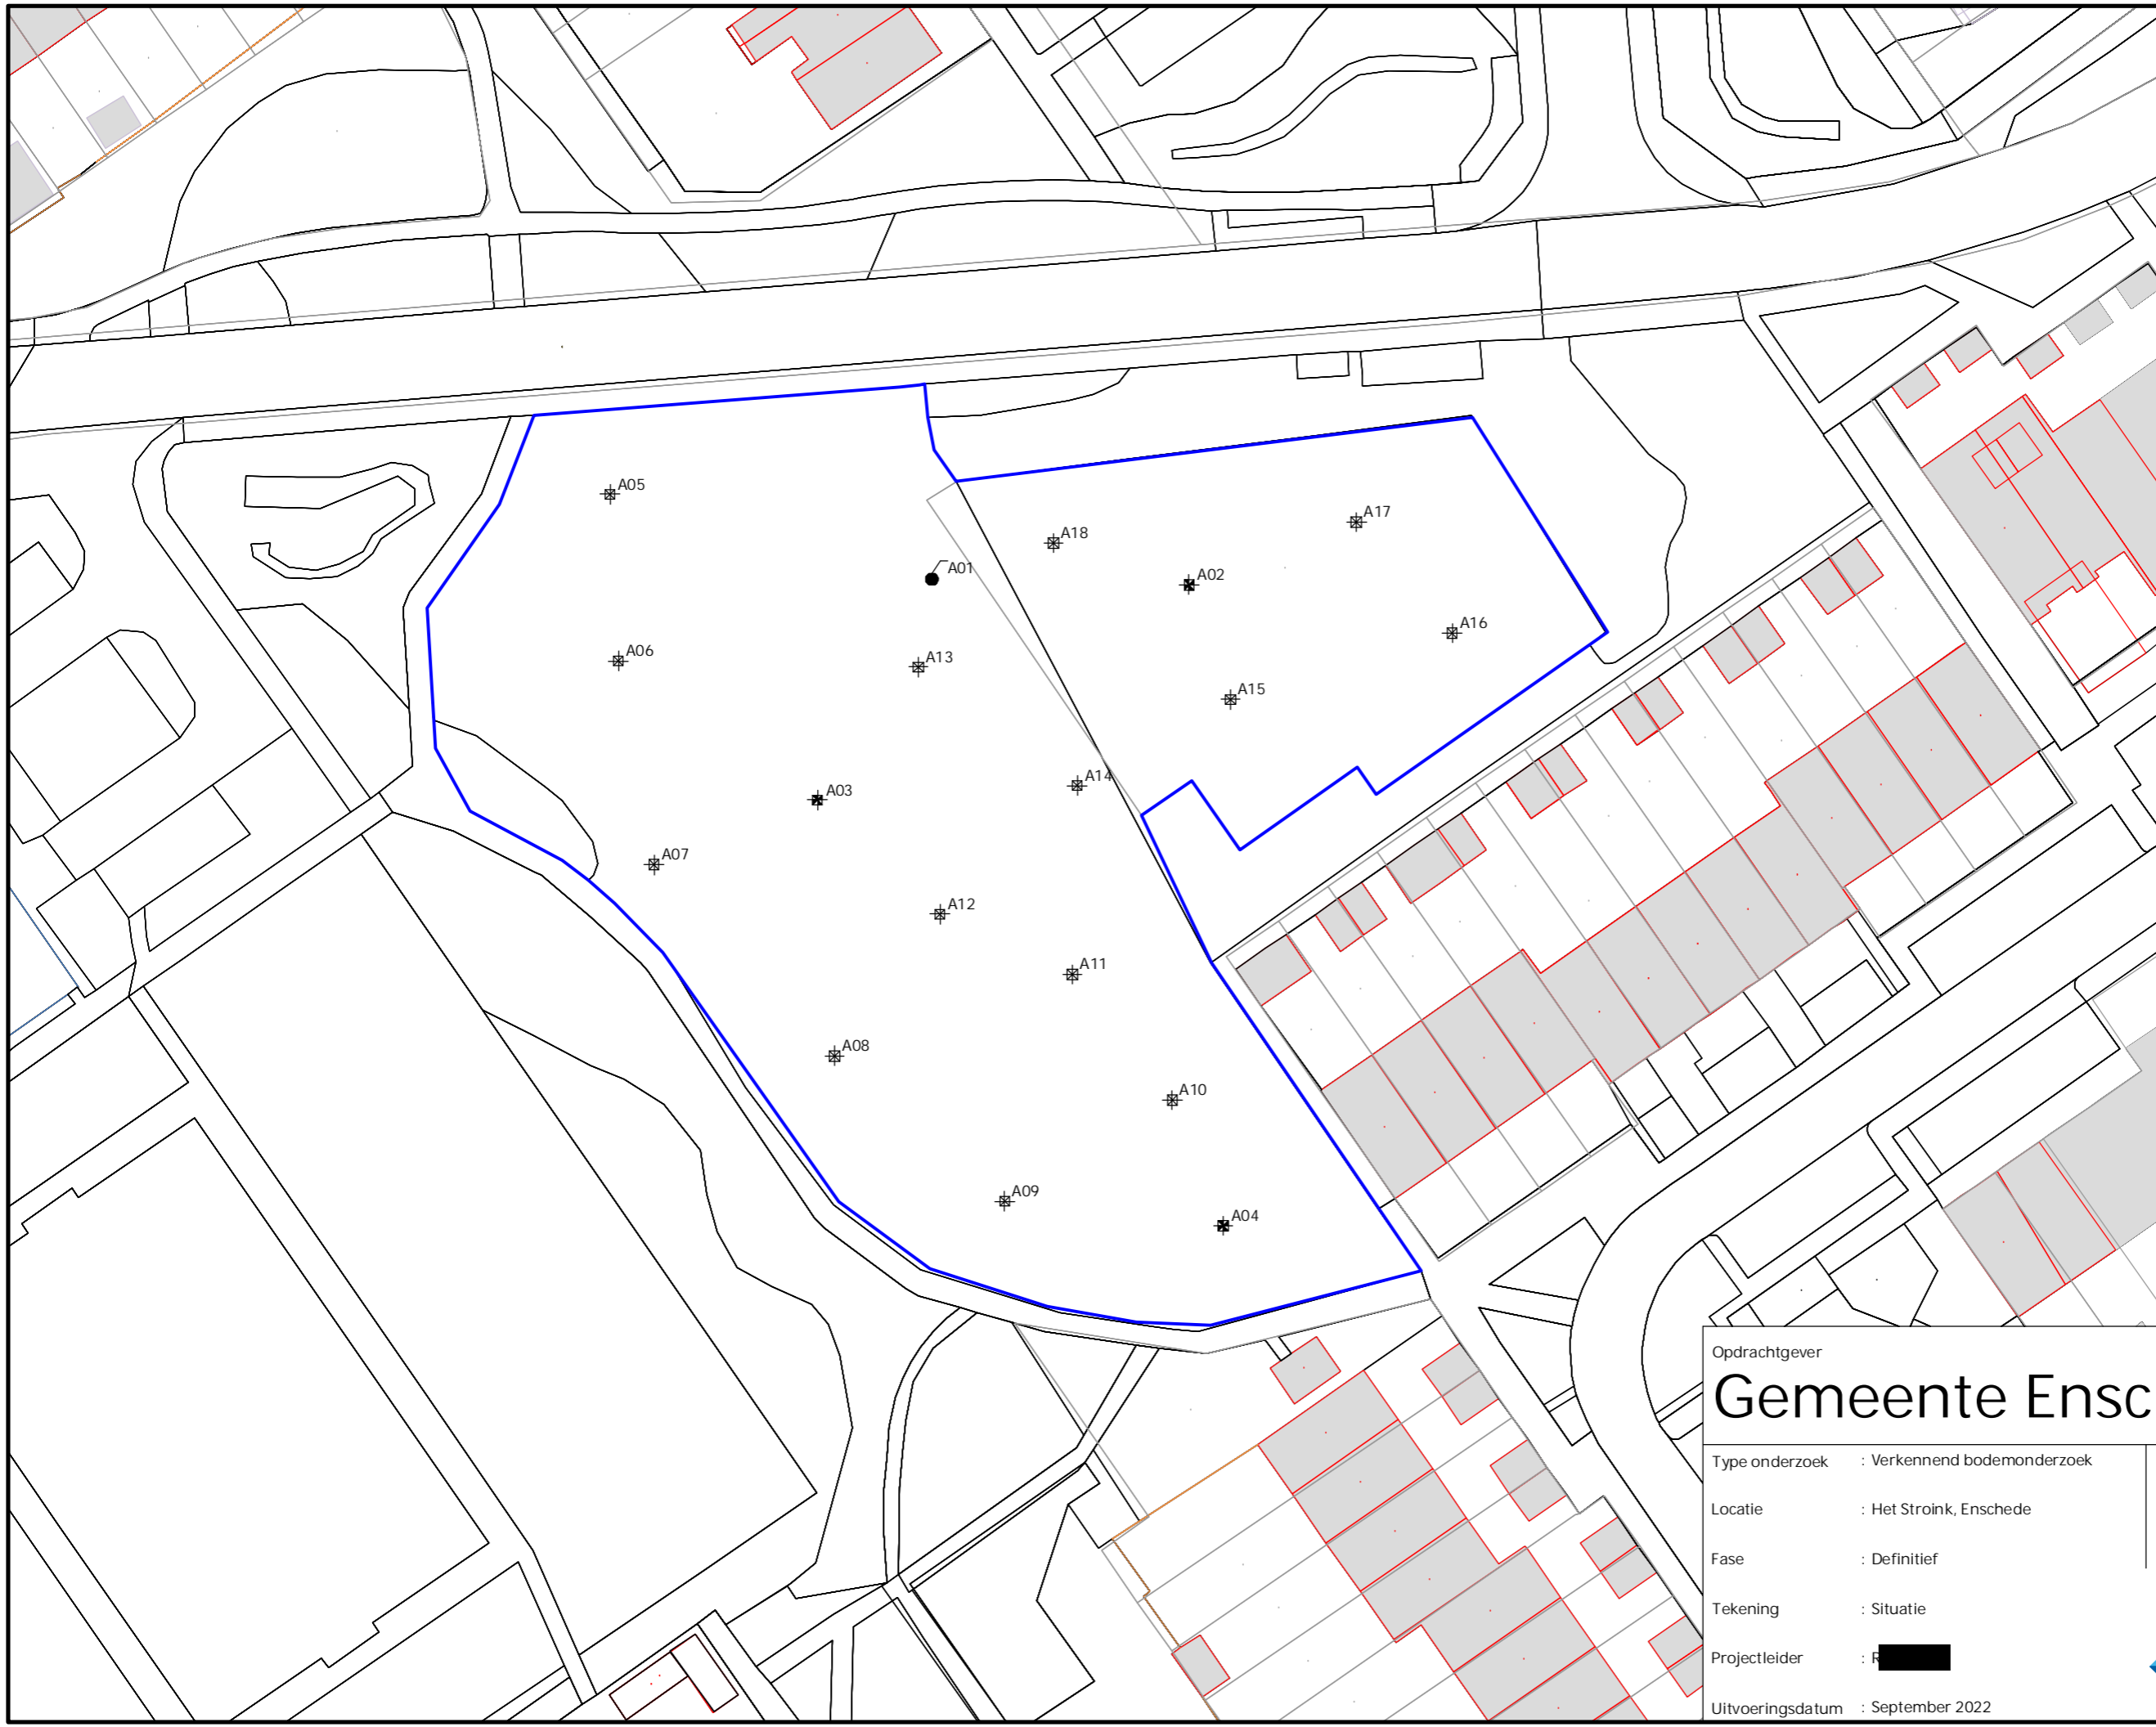 A05
A17
A18
A01
A02
A16
A06
A13
A15
A14
A03
A07
A12
A11
A08
A10
A09
A04
Opdrachtgever
Gemeente Ensc
Type onderzoek : Verkennend bodemonderzoek
Locatie : Het Stroink, Enschede
Fase : Definitief
Tekening : Situatie
Projectleider : R
Uitvoeringsdatum : September 2022